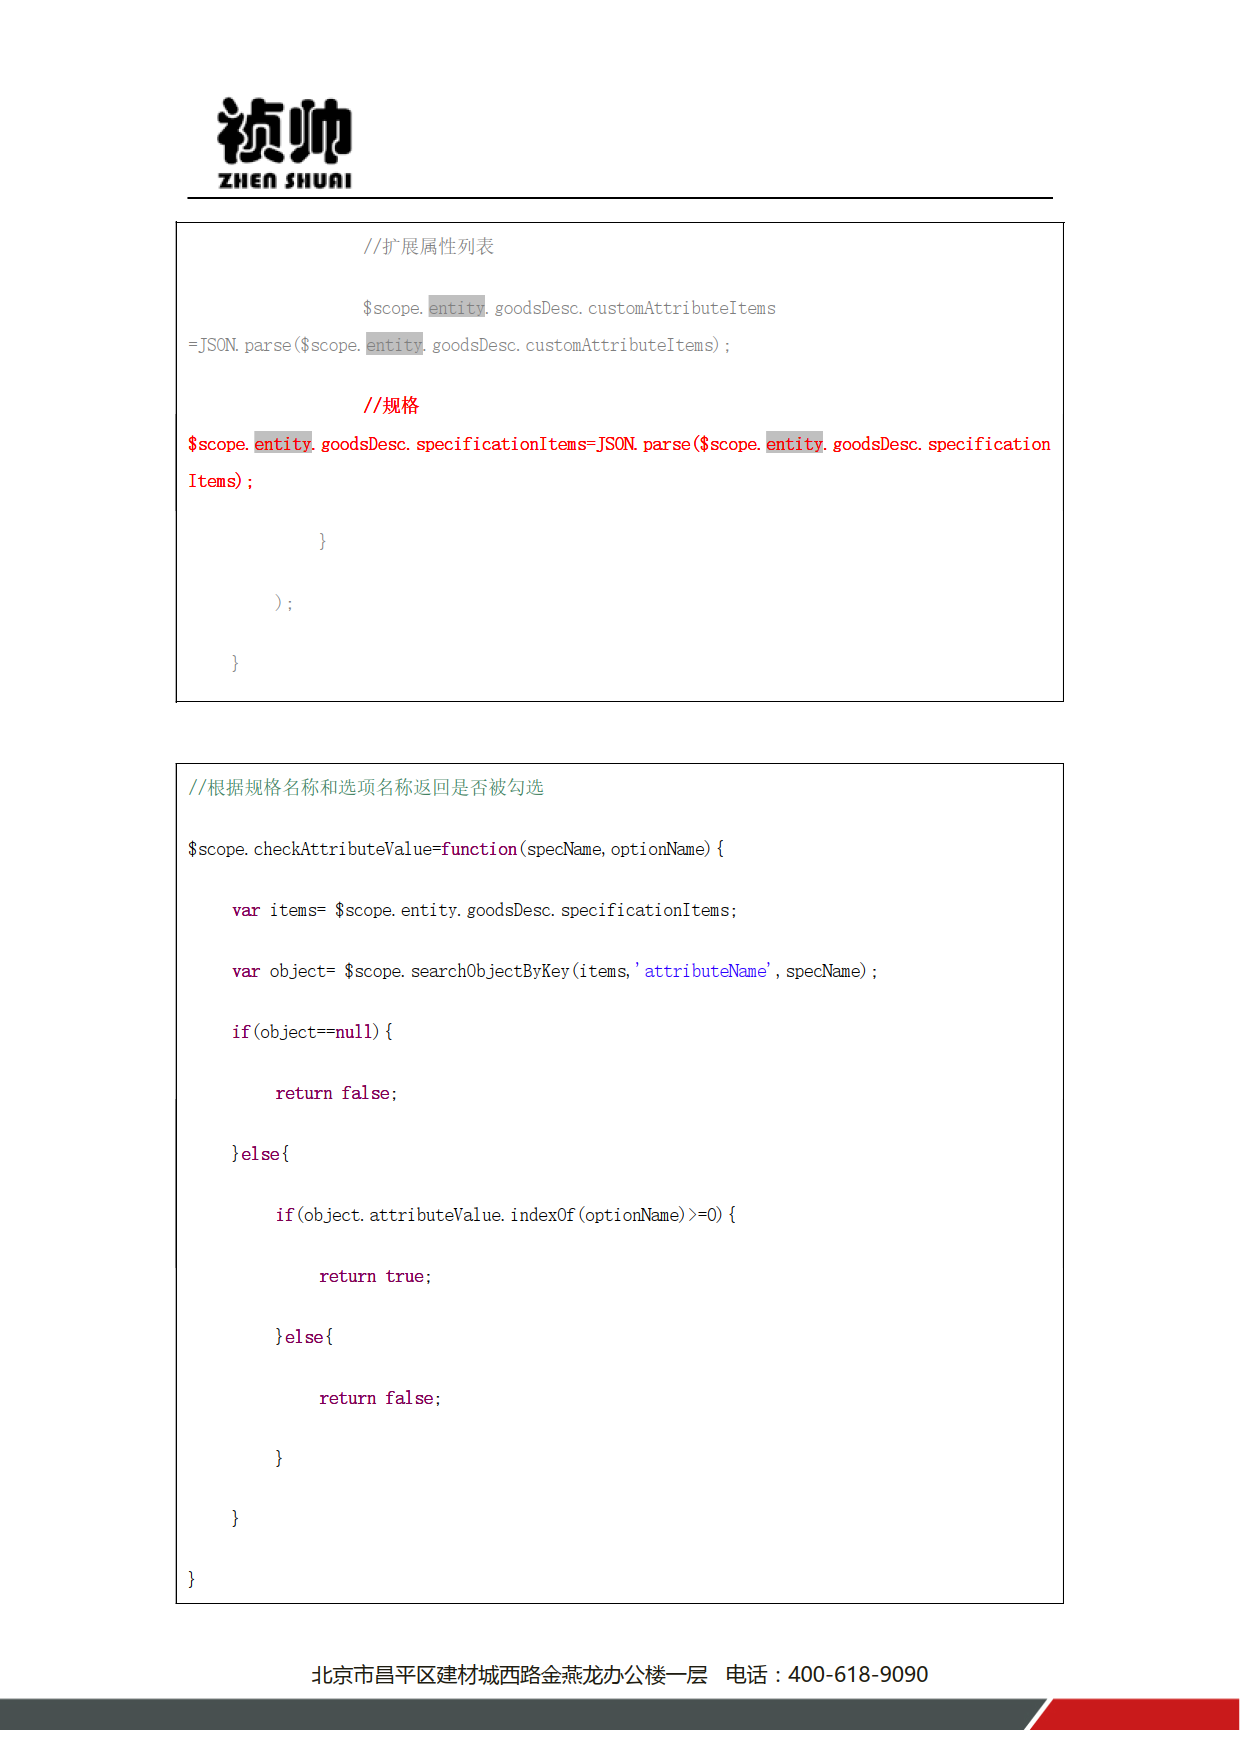 祯帅
ZHEN SHUAI
//扩展属性列表
$scope.entity.goodsDesc.customAttributeItems
=JSON.parse($scope.entity.goodsDesc.customAttributeItems);
//规格
$scope.entity.goodsDesc.specificationItems=JSON.parse($scope.entity.goodsDesc.specification
Items);
}
);
}
//根据规格名称和选项名称返回是否被勾选
$scope.checkAttributeValue=function(specName,optionName){
var items= $scope.entity.goodsDesc.specificationItems;
var object= $scope.searchObjectByKey(items,'attributeName',specName);
if(object==null){
return false;
}else{
if(object.attributeValue.indexOf(optionName)>=0){
return true;
}else{
return false;
}
}
}
北京市昌平区建材城西路金燕龙办公楼一层 电话：400-618-9090